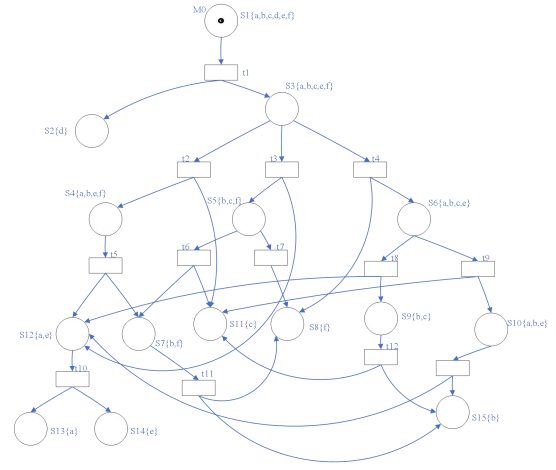 M0 S1{a,b,c,d,e,f}
t1
S3{a,b,c,e,f}
S2{d}
t2 t3 t4
S4{a,b,e,f} S5{b,c,f} S6{a,b,c,e}
t6 t7
t5 t8 t9
S12{a,e} S7{b,f} S11{c} S8{f} S9{b,c} S10{a,b,e}
t12
t10 t11
S13{a} S14{e} S15{b}